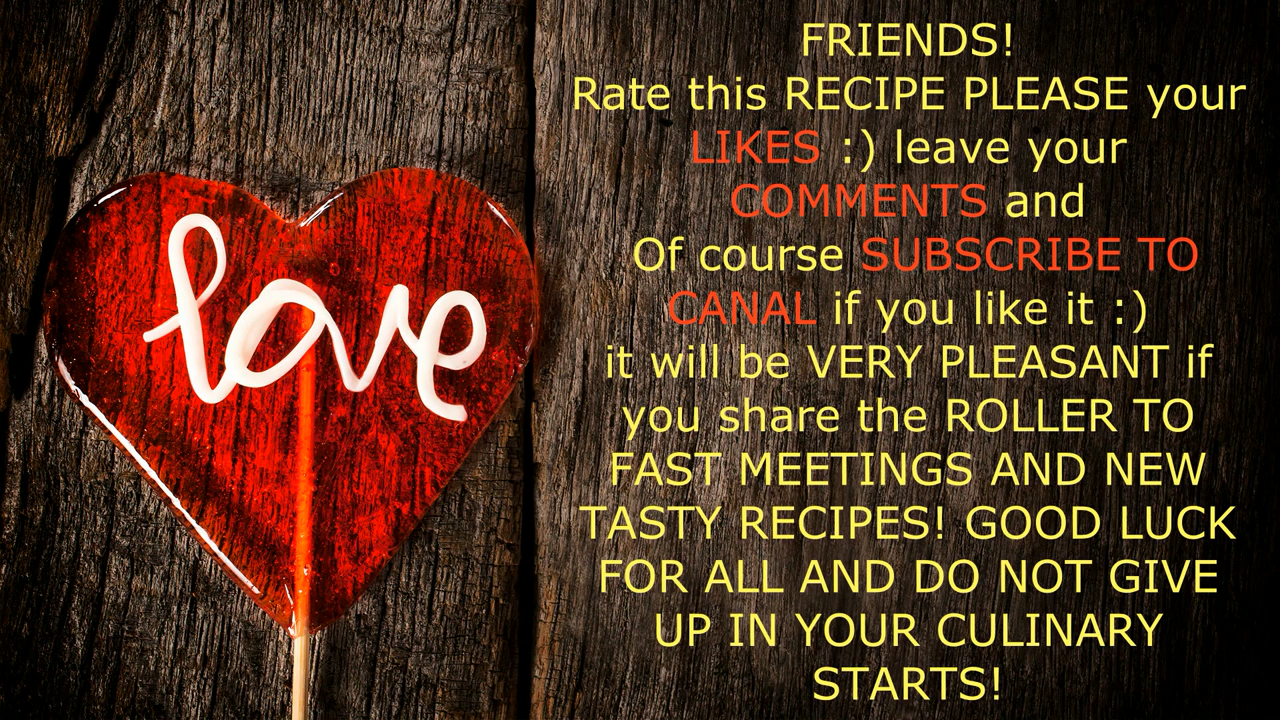 love
FRIENDS!
Rate this RECIPE PLEASE your
LIKES :) leave your
COMMENTS and
Of course SUBSCRIBE TO
CANAL if you like it :)
it will be VERY PLEASANT if
you share the ROLLER TO
FAST MEETINGS AND NEW
TASTY RECIPES! GOOD LUCK
FOR ALL AND DO NOT GIVE
UP IN YOUR CULINARY
STARTS!